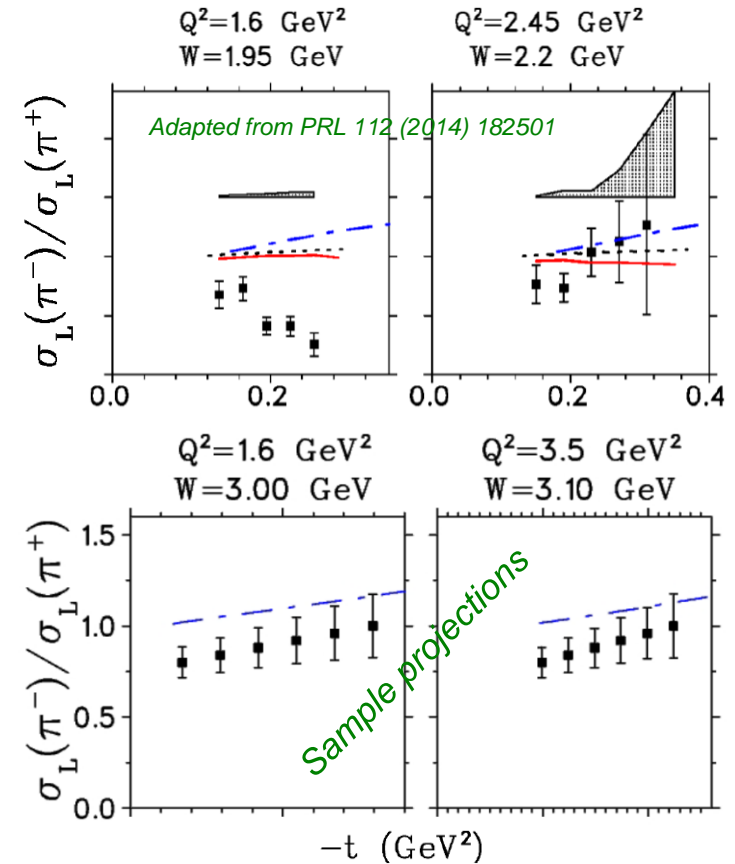 Q²=1.6 GeV²
W=1.95 GeV
Q²=2.45 GeV²
W=2.2 GeV
Adapted from PRL 112 (2014) 182501
σL(π⁻)/σL(π⁺)
0.0
0.2
0.0
0.2
0.4
Q²=1.6 GeV²
W=3.00 GeV
Q²=3.5 GeV²
W=3.10 GeV
σL(π⁻)/σL(π⁺)
1.5
1.0
0.5
0.0
Sample projections
−t (GeV²)